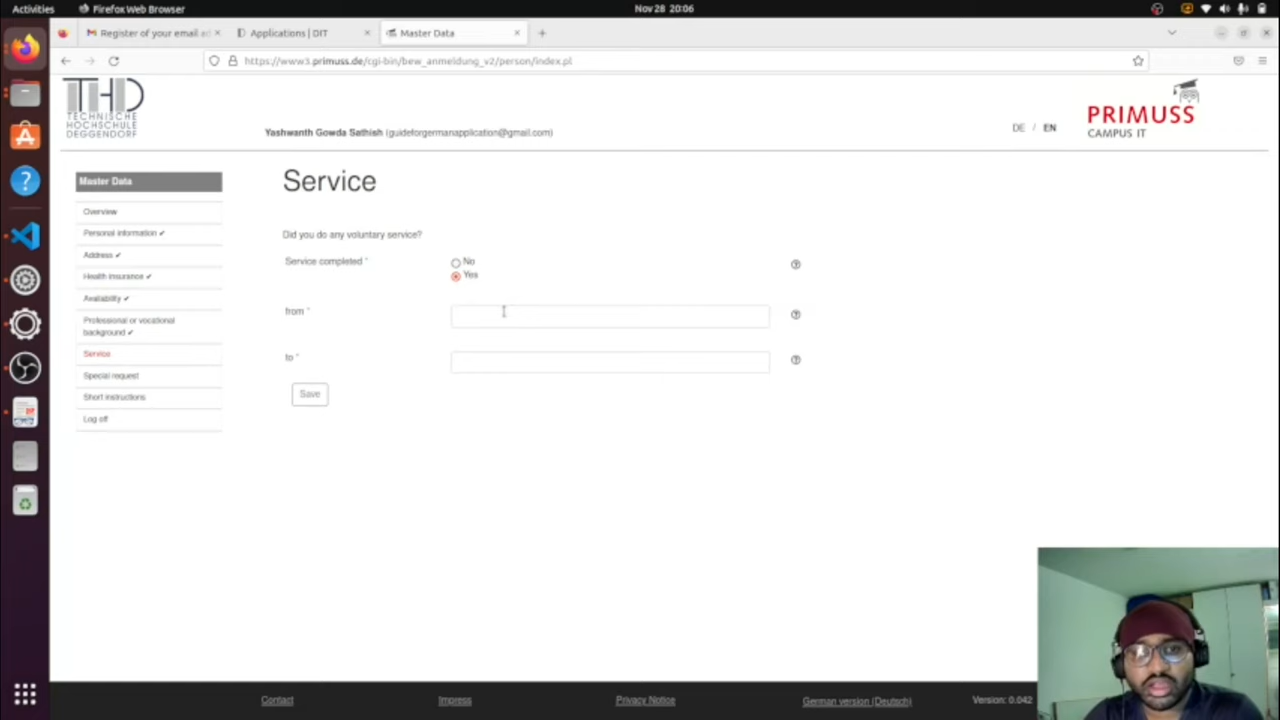 Activities
Firefox Web Browser
Nov 28 20:06
Register of your email ad
Applications | DIT
Master Data
https://www3.primuss.de/cgi-bin/bew_anmeldung_v2/person/index.pl
THD
TECHNISCHE
HOCHSCHULE
DEGGENDORF
Yashwanth Gowda Sathish (guideforgermanapplication@gmail.com)
DE / EN
PRIMUSS
CAMPUS IT
Master Data
Overview
Personal information ✔
Address ✔
Health insurance ✔
Availability ✔
Professional or vocational
background ✔
Service
Special request
Short instructions
Log off
Service
Did you do any voluntary service?
Service completed *
No
Yes
from *
to *
Save
Contact
Impress
Privacy Notice
German version (Deutsch)
Version: 0.042